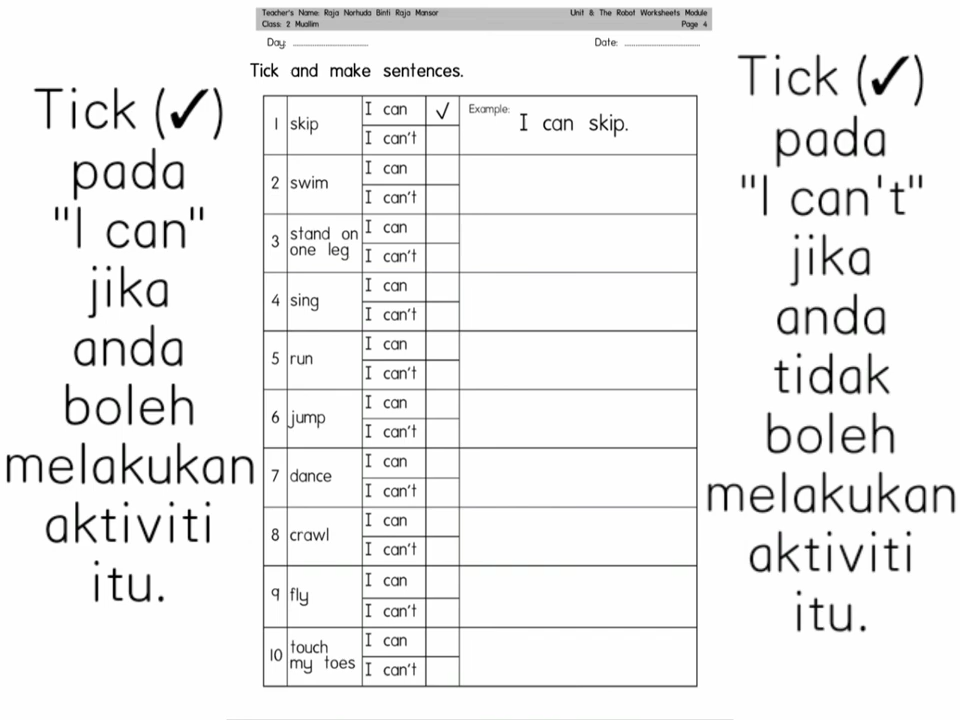 Teacher's Name: Raja Norhuda Binti Raja Mansor
Unit 8: The Robot Worksheets Module
Class: 2 Muallim
Page 4
Day: ............................
Date: ............................
Tick and make sentences.
1 skip
I can ✓
I can't
Example:
I can skip.
2 swim
I can
I can't
3 stand on
one leg
I can
I can't
4 sing
I can
I can't
5 run
I can
I can't
6 jump
I can
I can't
7 dance
I can
I can't
8 crawl
I can
I can't
9 fly
I can
I can't
10 touch
my toes
I can
I can't
Tick (✓)
pada
"I can"
jika
anda
boleh
melakukan
aktiviti
itu.
Tick (✓)
pada
"I can't"
jika
anda
tidak
boleh
melakukan
aktiviti
itu.